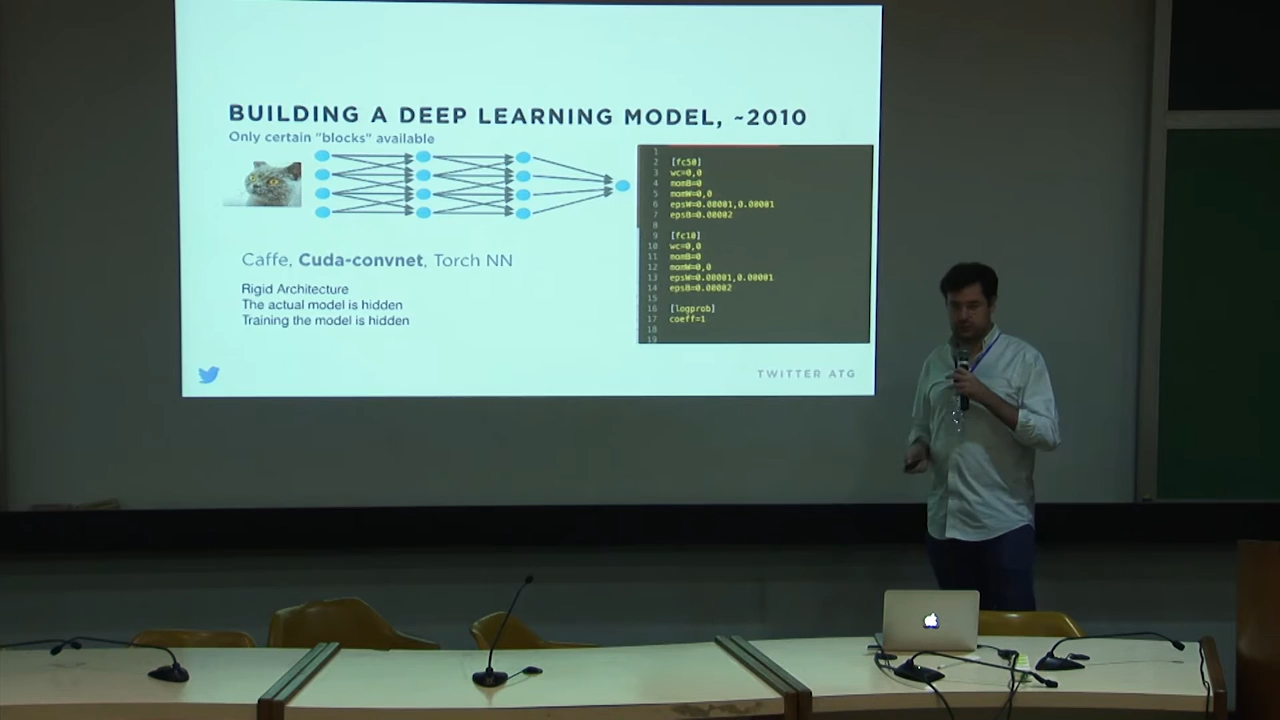 BUILDING A DEEP LEARNING MODEL, ~2010
Only certain "blocks" available
Caffe, Cuda-convnet, Torch NN
Rigid Architecture
The actual model is hidden
Training the model is hidden
1
2 [fc50]
3 wc=0,0
4 momB=0
5 momW=0,0
6 epsW=0.00001,0.00001
7 epsB=0.00002
8
9 [fc10]
10 wc=0,0
11 momB=0
12 momW=0,0
13 epsW=0.00001,0.00001
14 epsB=0.00002
15
16 [logprob]
17 coeff=1
18
19
TWITTER ATG